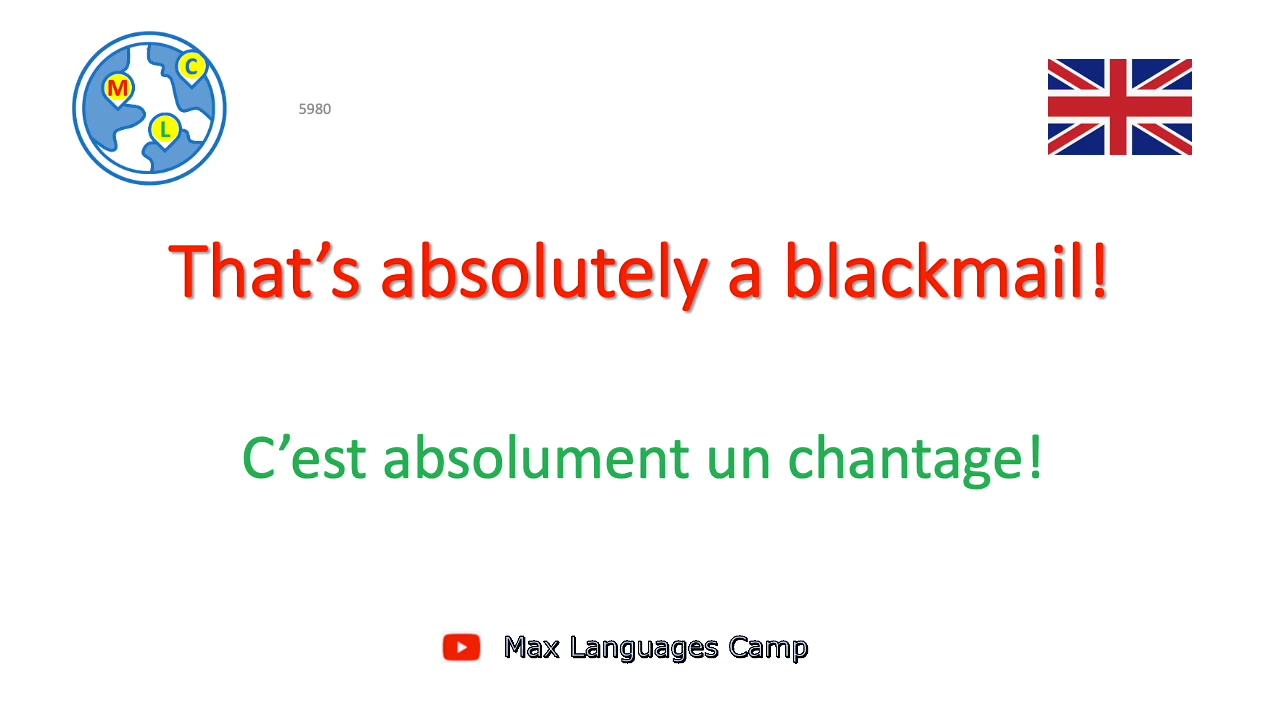 M
C
L
5980
That’s absolutely a blackmail!
C’est absolument un chantage!
Max Languages Camp